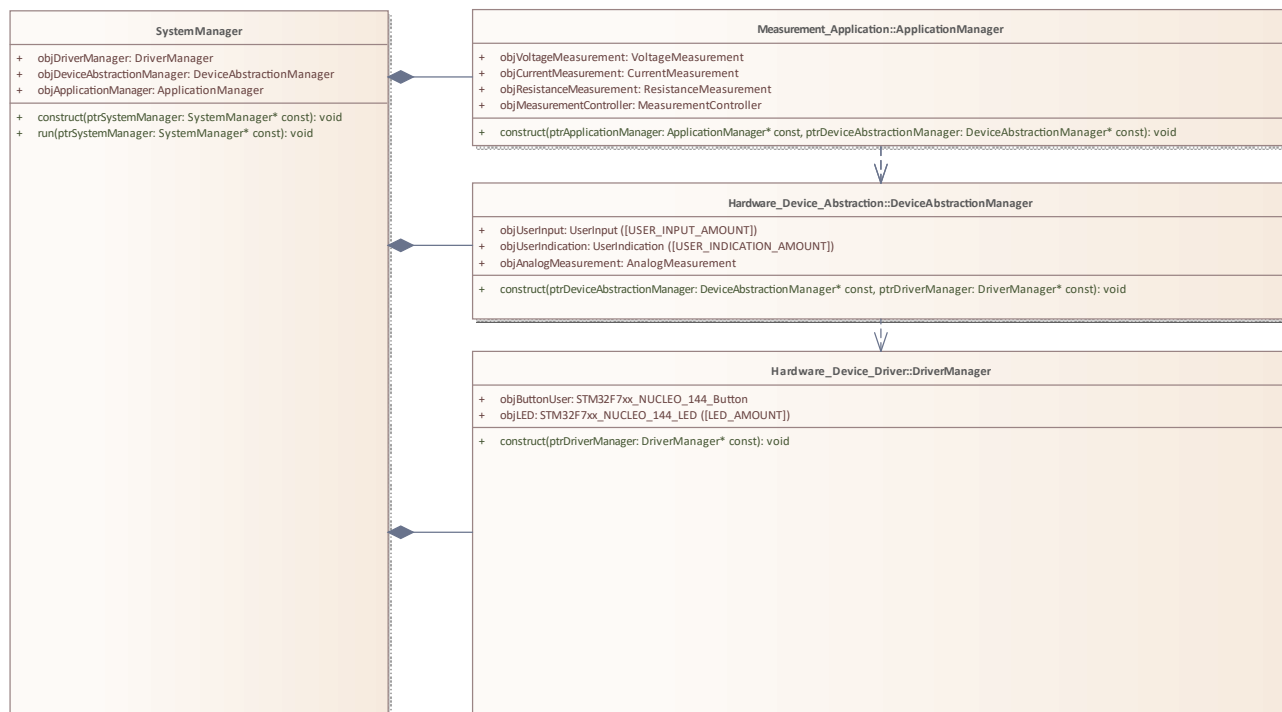 SystemManager
+ objDriverManager: DriverManager
+ objDeviceAbstractionManager: DeviceAbstractionManager
+ objApplicationManager: ApplicationManager
+ construct(ptrSystemManager: SystemManager* const): void
+ run(ptrSystemManager: SystemManager* const): void
Measurement_Application::ApplicationManager
+ objVoltageMeasurement: VoltageMeasurement
+ objCurrentMeasurement: CurrentMeasurement
+ objResistanceMeasurement: ResistanceMeasurement
+ objMeasurementController: MeasurementController
+ construct(ptrApplicationManager: ApplicationManager* const, ptrDeviceAbstractionManager: DeviceAbstractionManager* const): void
Hardware_Device_Abstraction::DeviceAbstractionManager
+ objUserInput: UserInput ([USER_INPUT_AMOUNT])
+ objUserIndication: UserIndication ([USER_INDICATION_AMOUNT])
+ objAnalogMeasurement: AnalogMeasurement
+ construct(ptrDeviceAbstractionManager: DeviceAbstractionManager* const, ptrDriverManager: DriverManager* const): void
Hardware_Device_Driver::DriverManager
+ objButtonUser: STM32F7xx_NUCLEO_144_Button
+ objLED: STM32F7xx_NUCLEO_144_LED ([LED_AMOUNT])
+ construct(ptrDriverManager: DriverManager* const): void